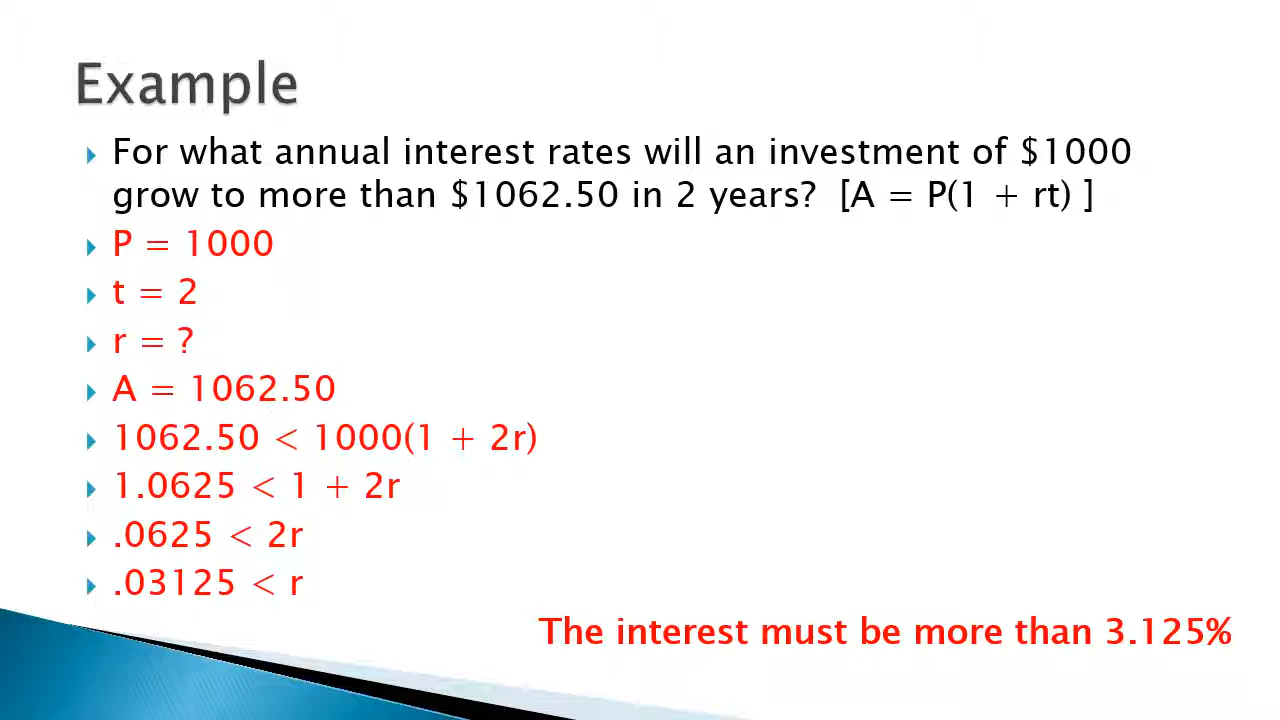 Example
For what annual interest rates will an investment of $1000
grow to more than $1062.50 in 2 years?  [A = P(1 + rt) ]
P = 1000
t = 2
r = ?
A = 1062.50
1062.50 < 1000(1 + 2r)
1.0625 < 1 + 2r
.0625 < 2r
.03125 < r
The interest must be more than 3.125%